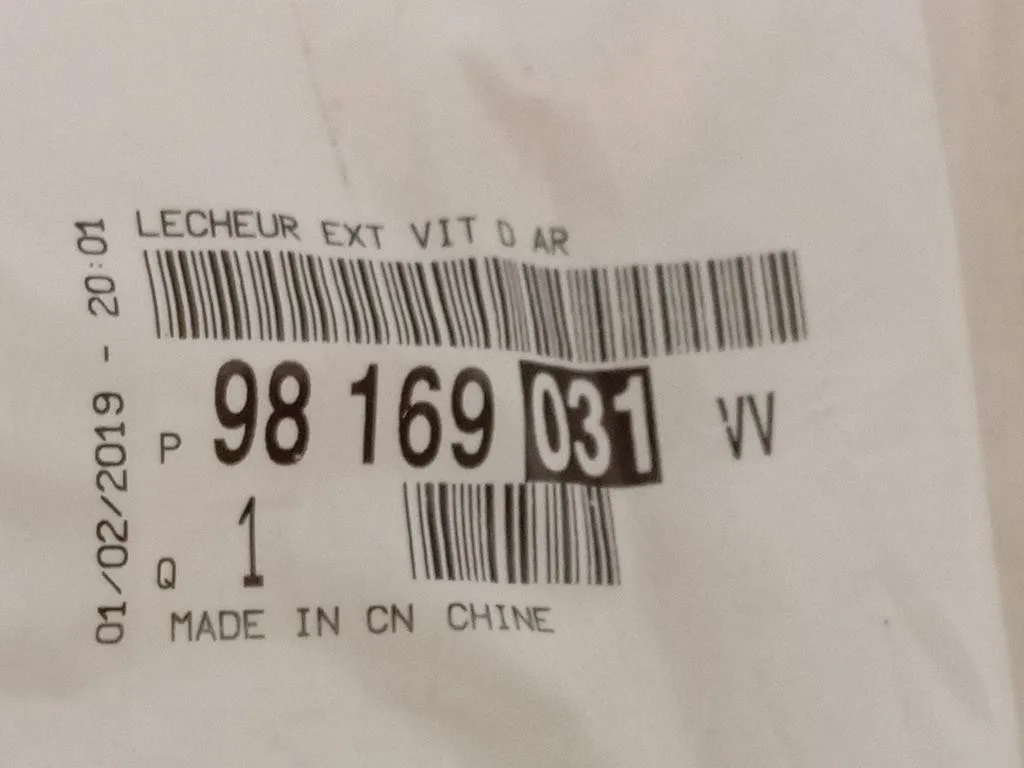 LECHEUR EXT VIT D AR
P 98 169 031 VV
Q 1
MADE IN CN CHINE
01/02/2019 - 20:01